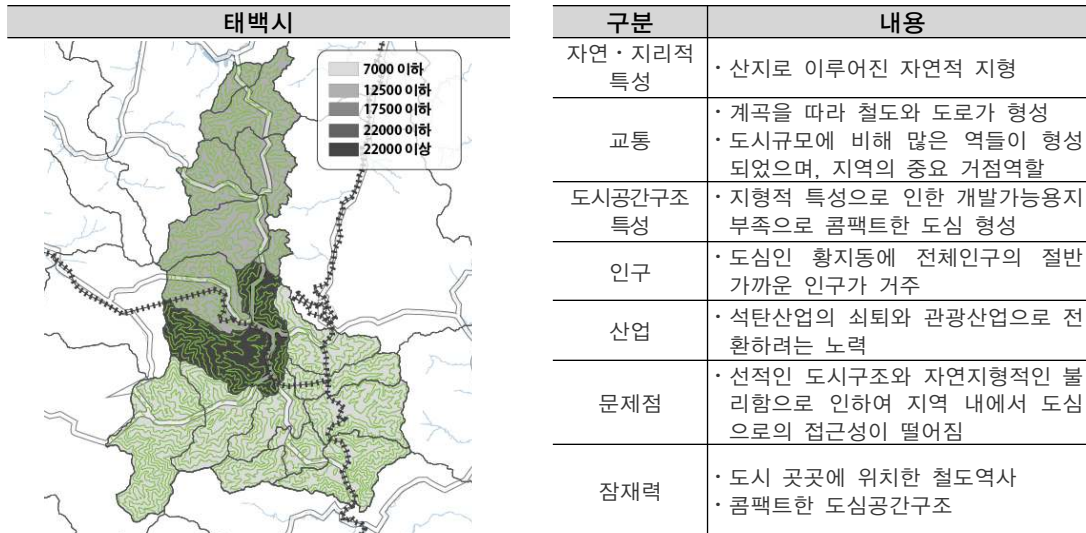 태백시
7000 이하
12500 이하
17500 이하
22000 이하
22000 이상
구분 내용
자연・지리적
특성
・산지로 이루어진 자연적 지형
교통
・계곡을 따라 철도와 도로가 형성
・도시규모에 비해 많은 역들이 형성
되었으며, 지역의 중요 거점역할
도시공간구조
특성
・지형적 특성으로 인한 개발가능용지
부족으로 콤팩트한 도심 형성
인구
・도심인 황지동에 전체인구의 절반
가까운 인구가 거주
산업
・석탄산업의 쇠퇴와 관광산업으로 전
환하려는 노력
문제점
・선적인 도시구조와 자연지형적인 불
리함으로 인하여 지역 내에서 도심
으로의 접근성이 떨어짐
잠재력
・도시 곳곳에 위치한 철도역사
・콤팩트한 도심공간구조